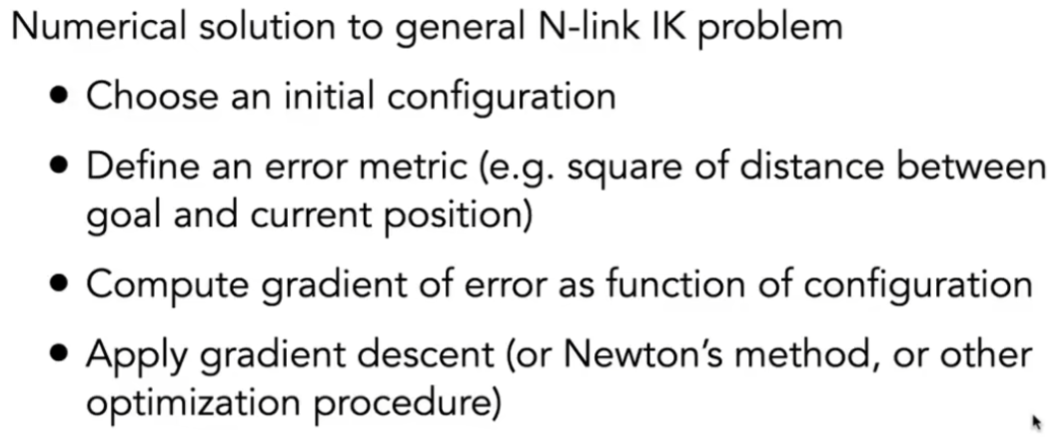 Numerical solution to general N-link IK problem
● Choose an initial configuration
● Define an error metric (e.g. square of distance between
goal and current position)
● Compute gradient of error as function of configuration
● Apply gradient descent (or Newton’s method, or other
optimization procedure)